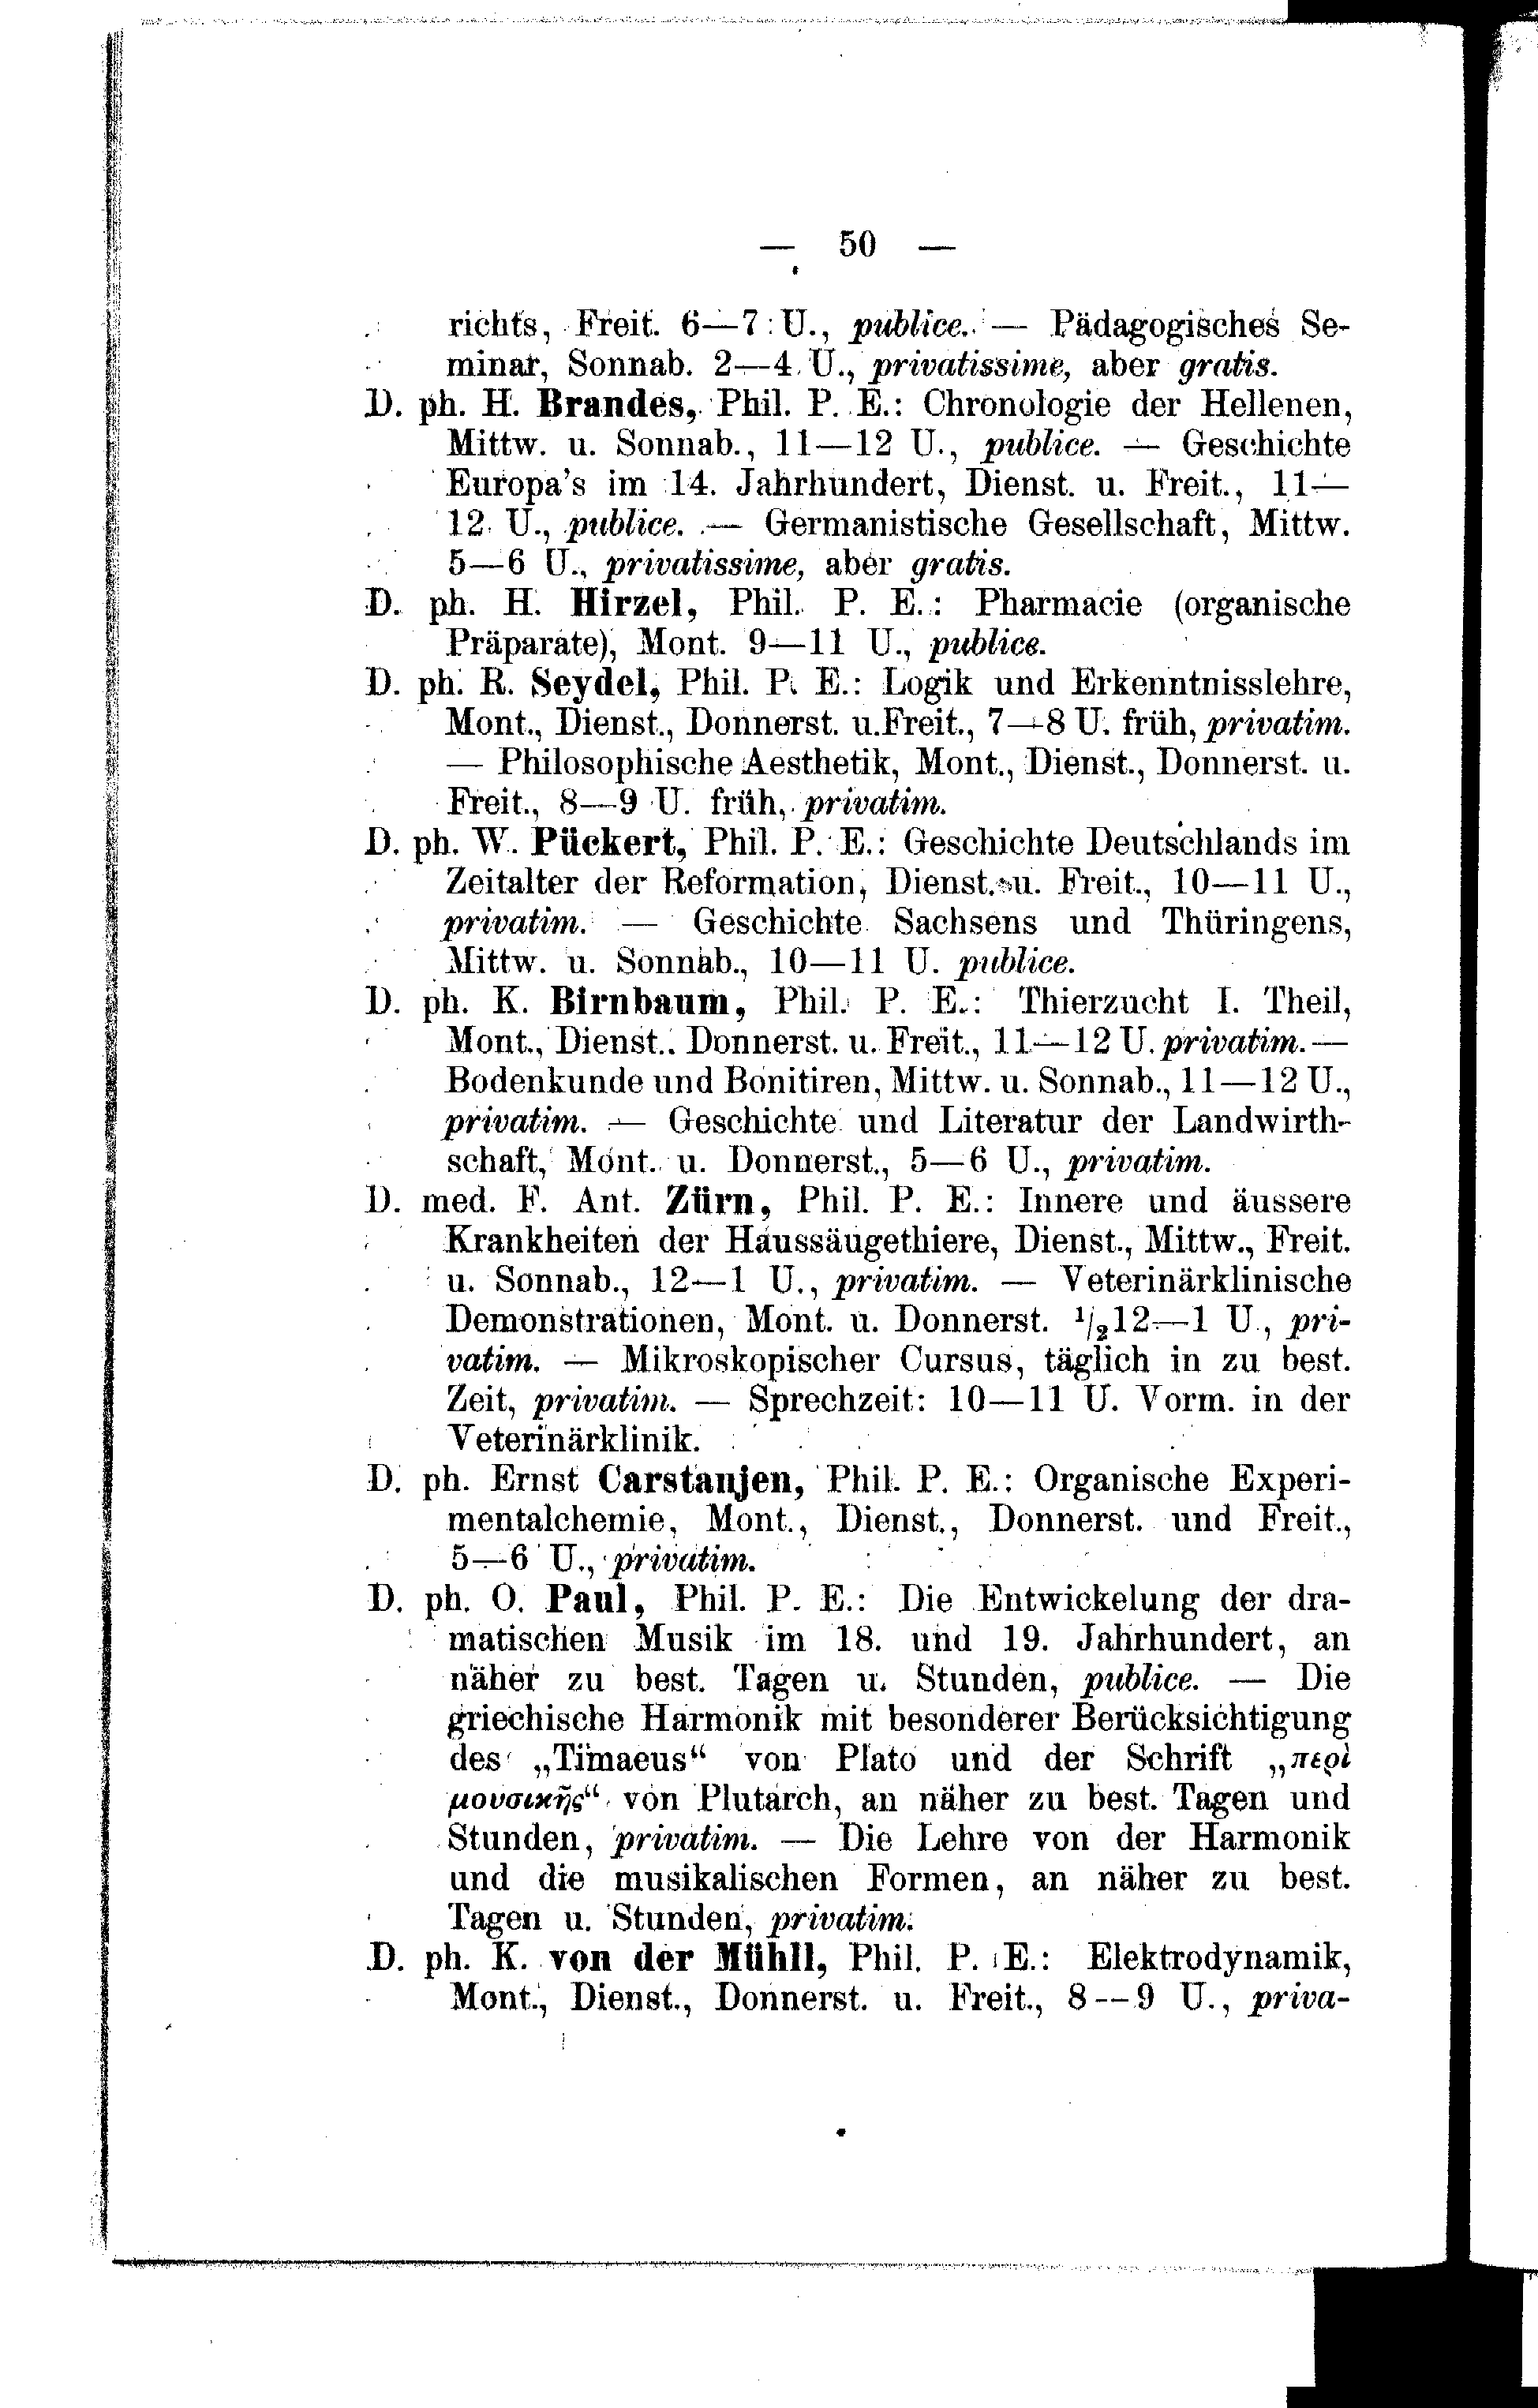 — 50 —
richts, Freit. 6—7 U., publice. — Pädagogisches Se-
minar, Sonnab. 2—4 U., privatissime, aber gratis.
D. ph. H. Brandes, Phil. P. E.: Chronologie der Hellenen,
Mittw. u. Sonnab., 11—12 U., publice. — Geschichte
Europa's im 14. Jahrhundert, Dienst. u. Freit., 11—
12 U., publice. — Germanistische Gesellschaft, Mittw.
5—6 U., privatissime, aber gratis.
D. ph. H. Hirzel, Phil. P. E.: Pharmacie (organische
Präparate), Mont. 9—11 U., publice.
D. ph. R. Seydel, Phil. P. E.: Logik und Erkenntnisslehre,
Mont., Dienst., Donnerst. u.Freit., 7—8 U. früh, privatim.
— Philosophische Aesthetik, Mont., Dienst., Donnerst. u.
Freit., 8—9 U. früh, privatim.
D. ph. W. Pückert, Phil. P. E.: Geschichte Deutschlands im
Zeitalter der Reformation, Dienst. u. Freit., 10—11 U.,
privatim. — Geschichte Sachsens und Thüringens,
Mittw. u. Sonnab., 10—11 U. publice.
D. ph. K. Birnbaum, Phil. P. E.: Thierzucht I. Theil,
Mont., Dienst., Donnerst. u. Freit., 11—12 U. privatim. —
Bodenkunde und Bonitiren, Mittw. u. Sonnab., 11—12 U.,
privatim. — Geschichte und Literatur der Landwirth-
schaft, Mont. u. Donnerst., 5—6 U., privatim.
D. med. F. Ant. Zürn, Phil. P. E.: Innere und äussere
Krankheiten der Haussäugethiere, Dienst., Mittw., Freit.
u. Sonnab., 12—1 U., privatim. — Veterinärklinische
Demonstrationen, Mont. u. Donnerst. 1/2 12—1 U., pri-
vatim. — Mikroskopischer Cursus, täglich in zu best.
Zeit, privatim. — Sprechzeit: 10—11 U. Vorm. in der
Veterinärklinik.
D. ph. Ernst Carstanjen, Phil. P. E.: Organische Experi-
mentalchemie, Mont., Dienst., Donnerst. und Freit.,
5—6 U., privatim.
D. ph. O. Paul, Phil. P. E.: Die Entwickelung der dra-
matischen Musik im 18. und 19. Jahrhundert, an
näher zu best. Tagen u. Stunden, publice. — Die
griechische Harmonik mit besonderer Berücksichtigung
des „Timaeus“ von Plato und der Schrift „περὶ
μουσικῆς“ von Plutarch, an näher zu best. Tagen und
Stunden, privatim. — Die Lehre von der Harmonik
und die musikalischen Formen, an näher zu best.
Tagen u. Stunden, privatim.
D. ph. K. von der Mühll, Phil. P. E.: Elektrodynamik,
Mont., Dienst., Donnerst. u. Freit., 8—9 U., priva-